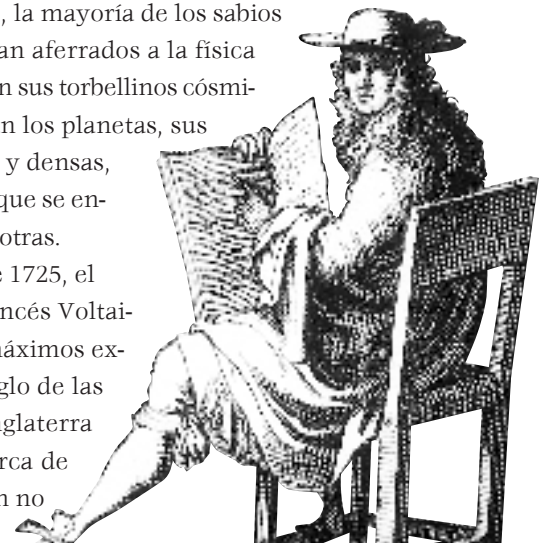 , la mayoría de los sabios
an aferrados a la física
n sus torbellinos cósmi-
n los planetas, sus
y densas,
que se en-
otras.
e 1725, el
ncés Voltai-
náximos ex-
glo de las
glaterra
rca de
n no